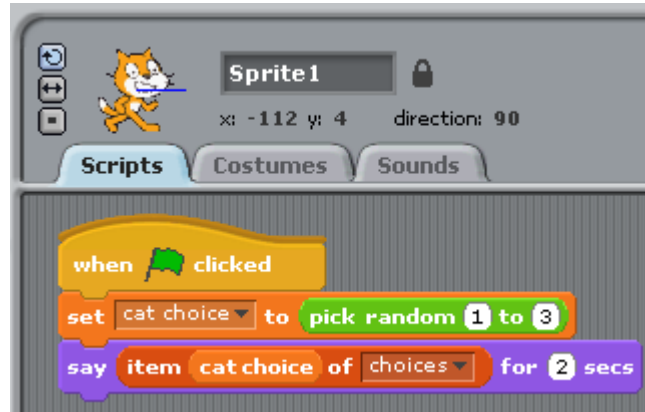 Sprite1
x: -112 y: 4 direction: 90
Scripts Costumes Sounds
when clicked
set cat choice to pick random 1 to 3
say item cat choice of choices for 2 secs